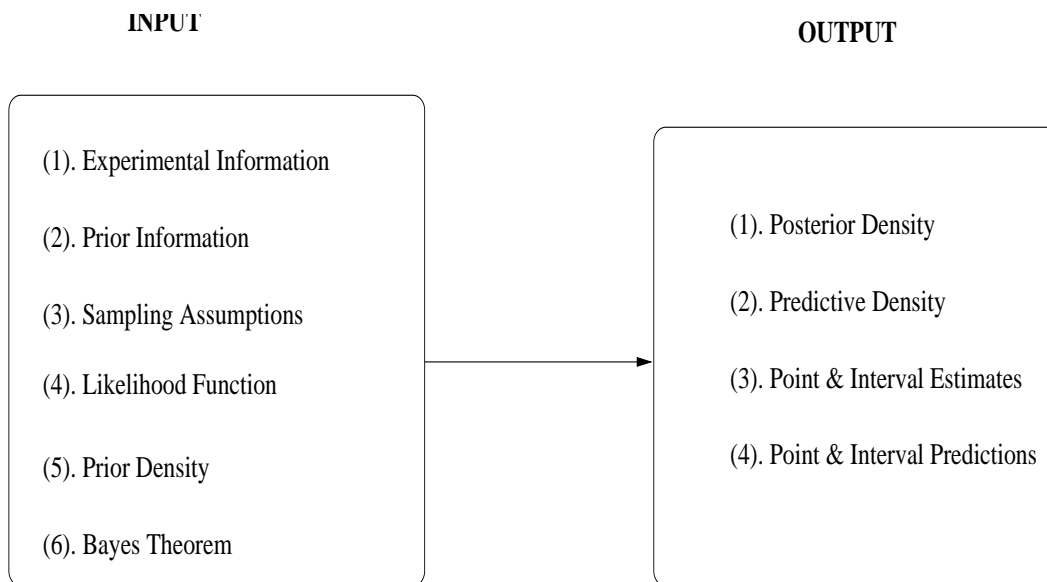 INPUT
OUTPUT
(1). Experimental Information
(2). Prior Information
(3). Sampling Assumptions
(4). Likelihood Function
(5). Prior Density
(6). Bayes Theorem
(1). Posterior Density
(2). Predictive Density
(3). Point & Interval Estimates
(4). Point & Interval Predictions